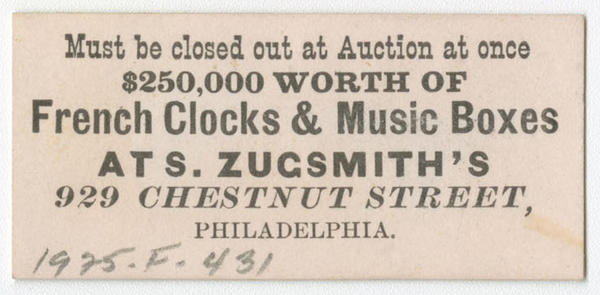 Must be closed out at Auction at once
$250,000 WORTH OF
French Clocks & Music Boxes
AT S. ZUGSMITH'S
929 CHESTNUT STREET,
PHILADELPHIA.
1925.F.431